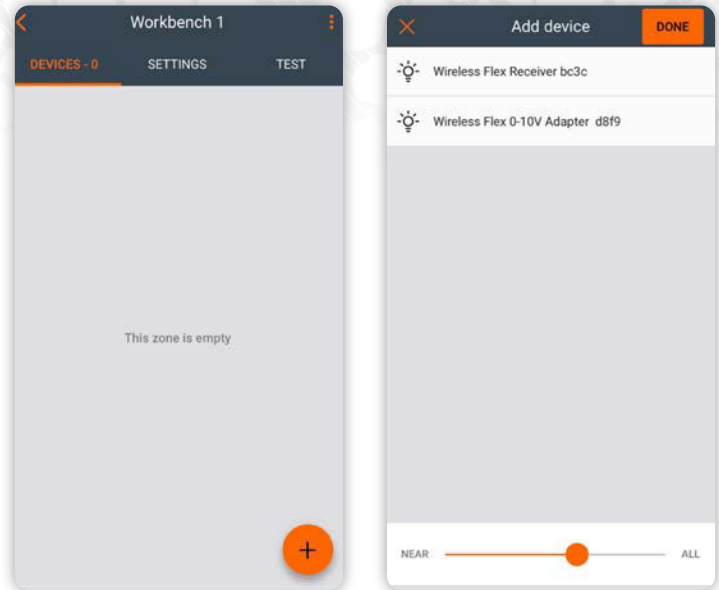 Workbench 1
DEVICES - 0 SETTINGS TEST
This zone is empty
+
Add device DONE
Wireless Flex Receiver bc3c
Wireless Flex 0-10V Adapter d8f9
NEAR ALL